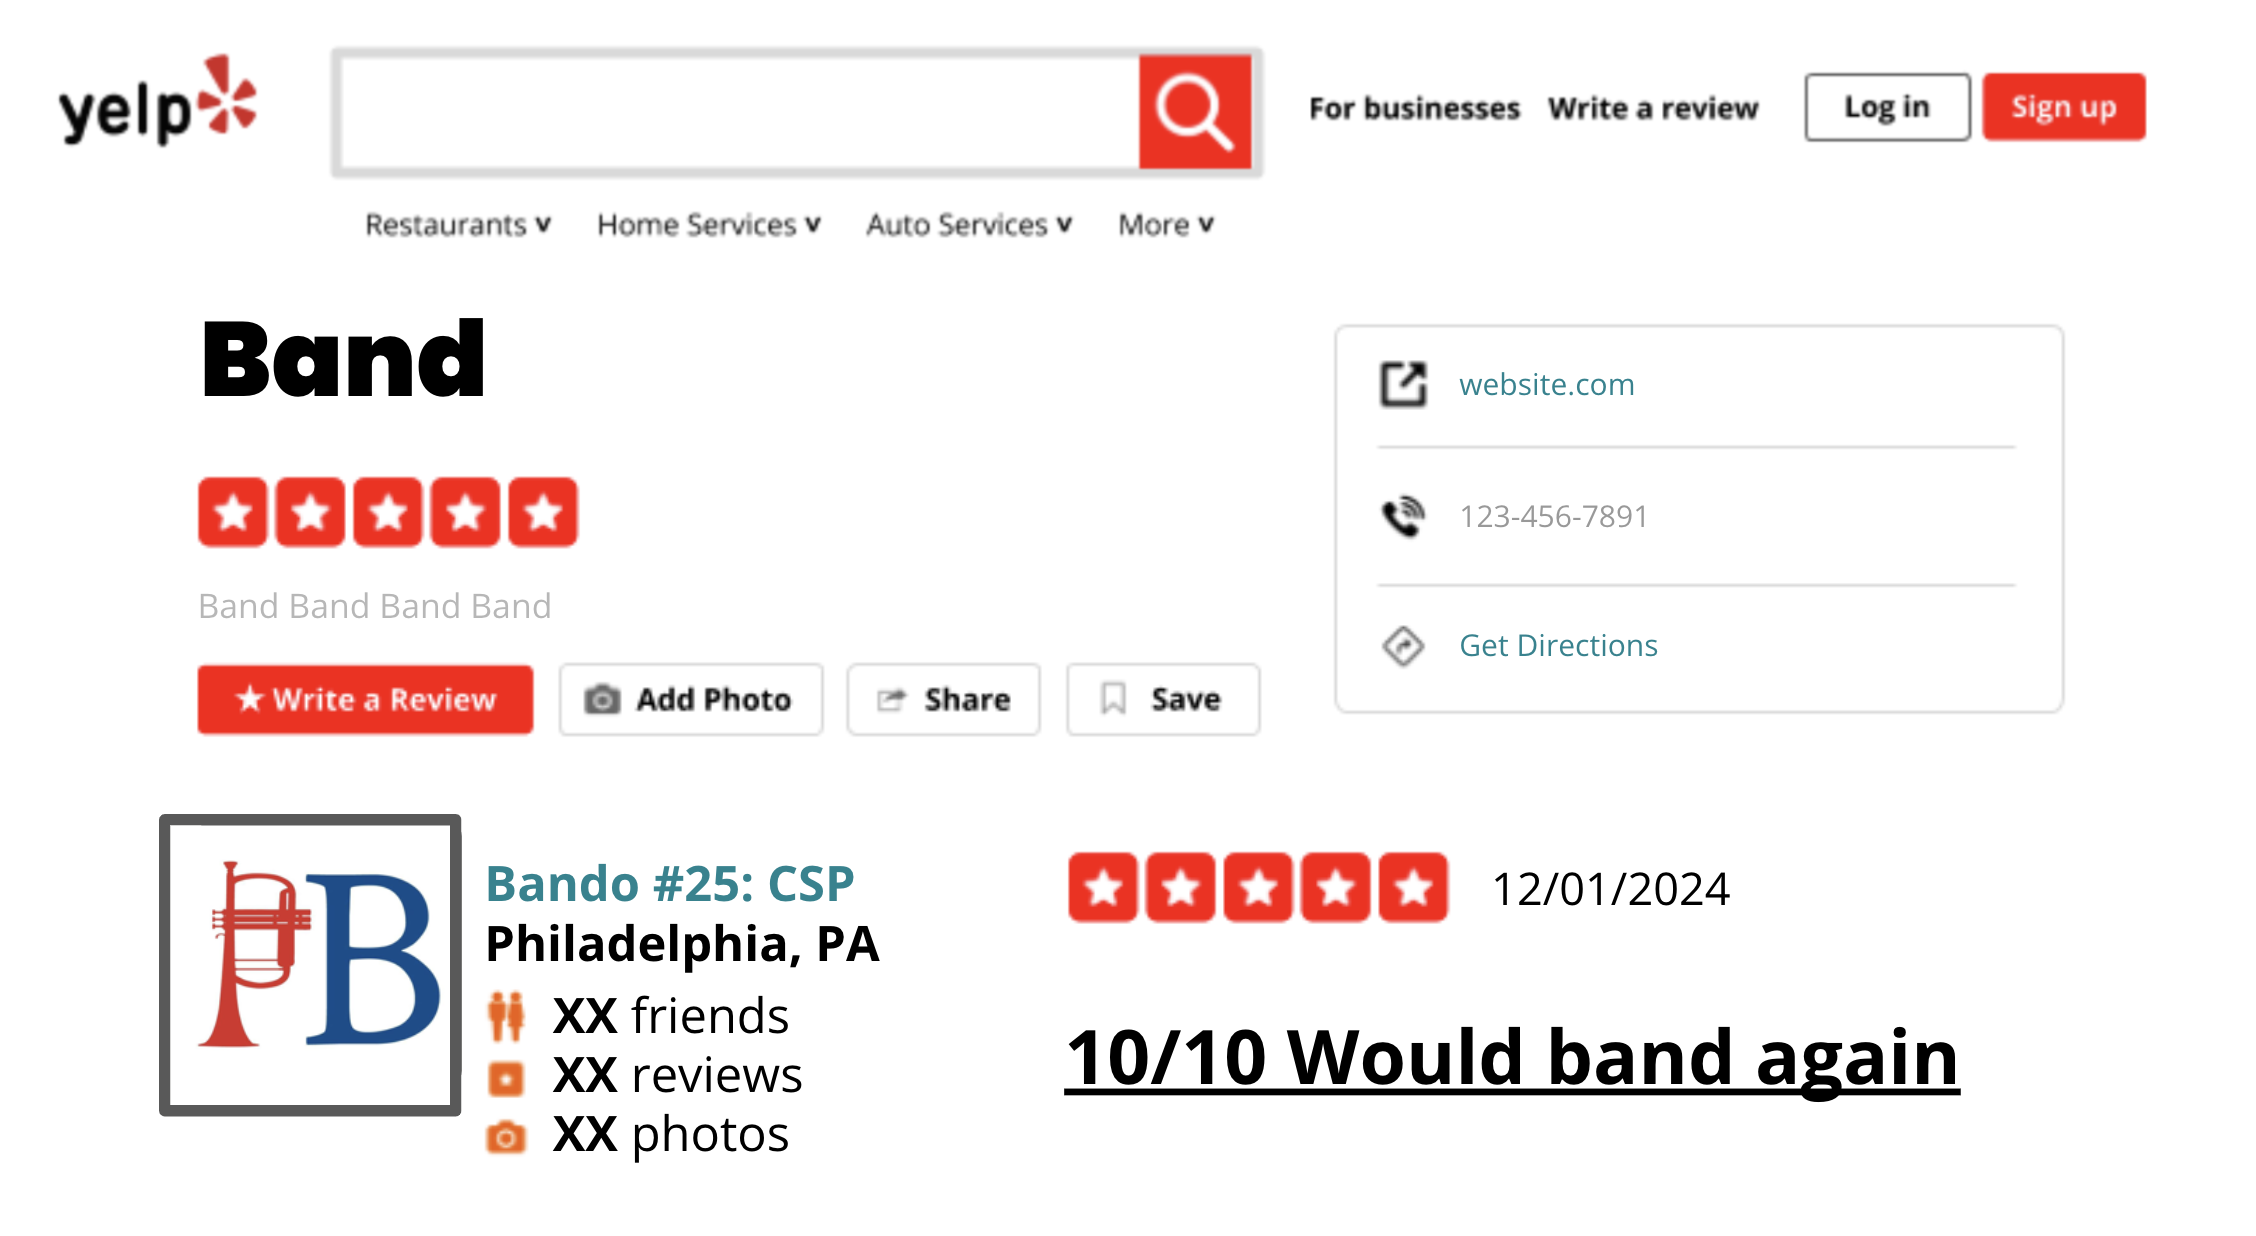 yelp
For businesses Write a review Log in Sign up
Restaurants v Home Services v Auto Services v More v
Band
website.com
123-456-7891
Get Directions
Band Band Band Band
Write a Review Add Photo Share Save
PB
Bando #25: CSP
Philadelphia, PA
XX friends
XX reviews
XX photos
12/01/2024
10/10 Would band again